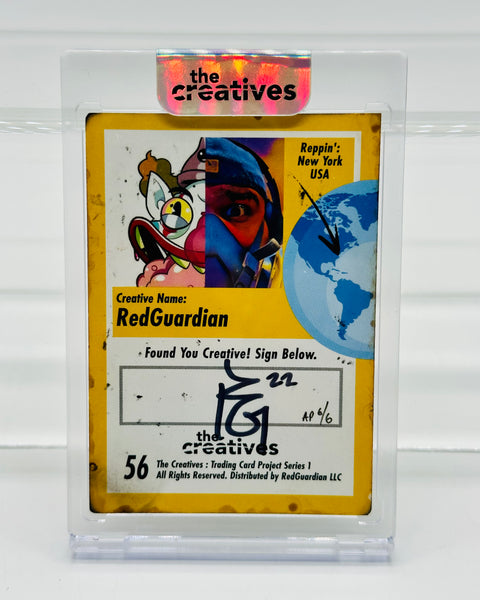 the
creatives
Reppin':
New York
USA
Creative Name:
RedGuardian
Found You Creative! Sign Below.
22
AP 6/6
the
creatives
56
The Creatives : Trading Card Project Series 1
All Rights Reserved. Distributed by RedGuardian LLC